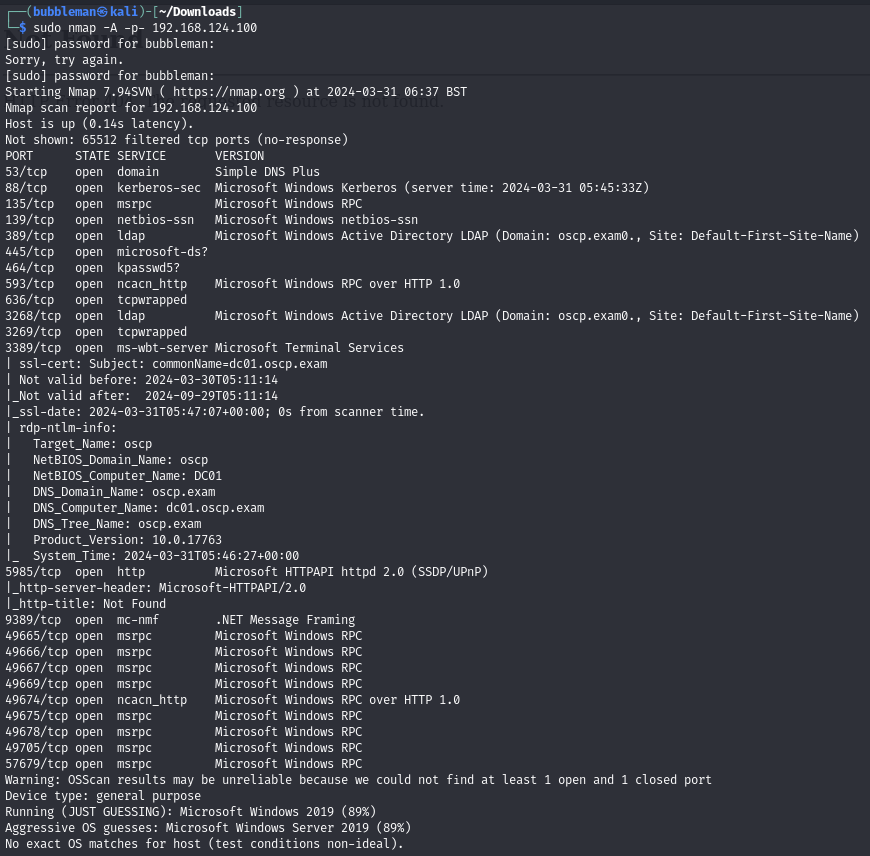 ┌──(bubbleman㉿kali)-[~/Downloads]
└─$ sudo nmap -A -p- 192.168.124.100
[sudo] password for bubbleman:
Sorry, try again.
[sudo] password for bubbleman:
Starting Nmap 7.94SVN ( https://nmap.org ) at 2024-03-31 06:37 BST
resource is not found.
Nmap scan report for 192.168.124.100
Host is up (0.14s latency).
Not shown: 65512 filtered tcp ports (no-response)
PORT      STATE SERVICE       VERSION
53/tcp    open  domain        Simple DNS Plus
88/tcp    open  kerberos-sec  Microsoft Windows Kerberos (server time: 2024-03-31 05:45:33Z)
135/tcp   open  msrpc         Microsoft Windows RPC
139/tcp   open  netbios-ssn   Microsoft Windows netbios-ssn
389/tcp   open  ldap          Microsoft Windows Active Directory LDAP (Domain: oscp.exam0., Site: Default-First-Site-Name)
445/tcp   open  microsoft-ds?
464/tcp   open  kpasswd5?
593/tcp   open  ncacn_http    Microsoft Windows RPC over HTTP 1.0
636/tcp   open  tcpwrapped
3268/tcp  open  ldap          Microsoft Windows Active Directory LDAP (Domain: oscp.exam0., Site: Default-First-Site-Name)
3269/tcp  open  tcpwrapped
3389/tcp  open  ms-wbt-server Microsoft Terminal Services
| ssl-cert: Subject: commonName=dc01.oscp.exam
| Not valid before: 2024-03-30T05:11:14
|_Not valid after:  2024-09-29T05:11:14
|_ssl-date: 2024-03-31T05:47:07+00:00; 0s from scanner time.
| rdp-ntlm-info:
|   Target_Name: oscp
|   NetBIOS_Domain_Name: oscp
|   NetBIOS_Computer_Name: DC01
|   DNS_Domain_Name: oscp.exam
|   DNS_Computer_Name: dc01.oscp.exam
|   DNS_Tree_Name: oscp.exam
|   Product_Version: 10.0.17763
|_  System_Time: 2024-03-31T05:46:27+00:00
5985/tcp  open  http          Microsoft HTTPAPI httpd 2.0 (SSDP/UPnP)
|_http-server-header: Microsoft-HTTPAPI/2.0
|_http-title: Not Found
9389/tcp  open  mc-nmf        .NET Message Framing
49665/tcp open  msrpc         Microsoft Windows RPC
49666/tcp open  msrpc         Microsoft Windows RPC
49667/tcp open  msrpc         Microsoft Windows RPC
49669/tcp open  msrpc         Microsoft Windows RPC
49674/tcp open  ncacn_http    Microsoft Windows RPC over HTTP 1.0
49675/tcp open  msrpc         Microsoft Windows RPC
49678/tcp open  msrpc         Microsoft Windows RPC
49705/tcp open  msrpc         Microsoft Windows RPC
57679/tcp open  msrpc         Microsoft Windows RPC
Warning: OSScan results may be unreliable because we could not find at least 1 open and 1 closed port
Device type: general purpose
Running (JUST GUESSING): Microsoft Windows 2019 (89%)
Aggressive OS guesses: Microsoft Windows Server 2019 (89%)
No exact OS matches for host (test conditions non-ideal).